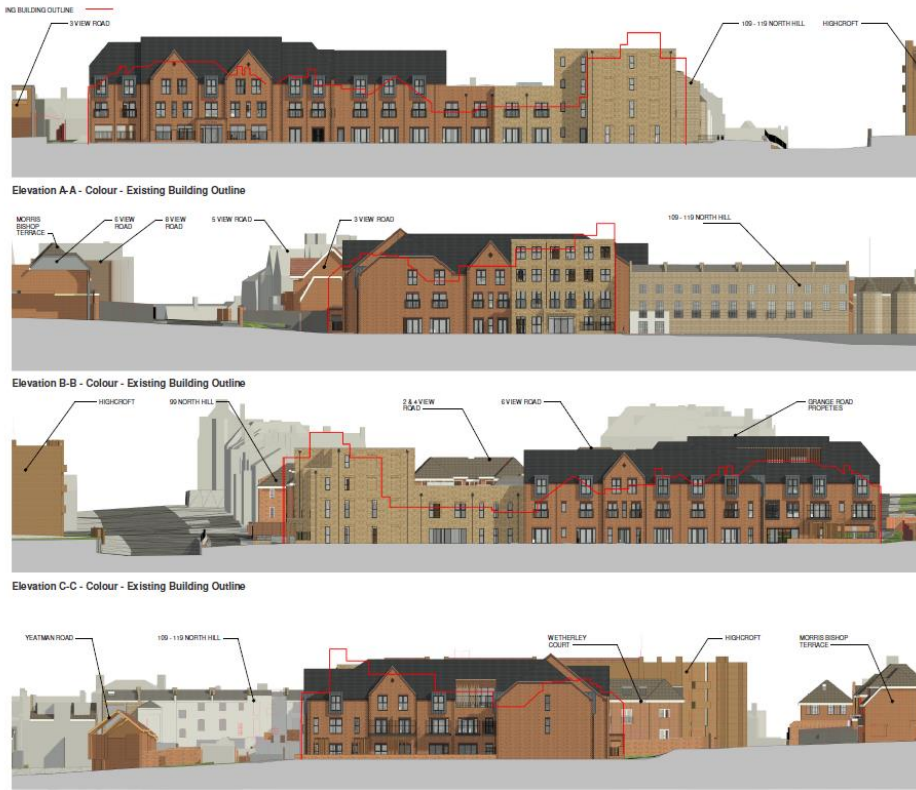 ING BUILDING OUTLINE
3 VIEW ROAD
109 - 119 NORTH HILL
HIGHCROFT
Elevation A-A - Colour - Existing Building Outline
MORRIS
BISHOP
TERRACE
6 VIEW
ROAD
8 VIEW
ROAD
5 VIEW ROAD
3 VIEW ROAD
109 - 119 NORTH HILL
Elevation B-B - Colour - Existing Building Outline
HIGHCROFT
99 NORTH HILL
2 & 4 VIEW
ROAD
6 VIEW ROAD
GRANGE ROAD
PROPETIES
Elevation C-C - Colour - Existing Building Outline
YEATMAN ROAD
109 - 119 NORTH HILL
WETHERLEY
COURT
HIGHCROFT
MORRIS BISHOP
TERRACE